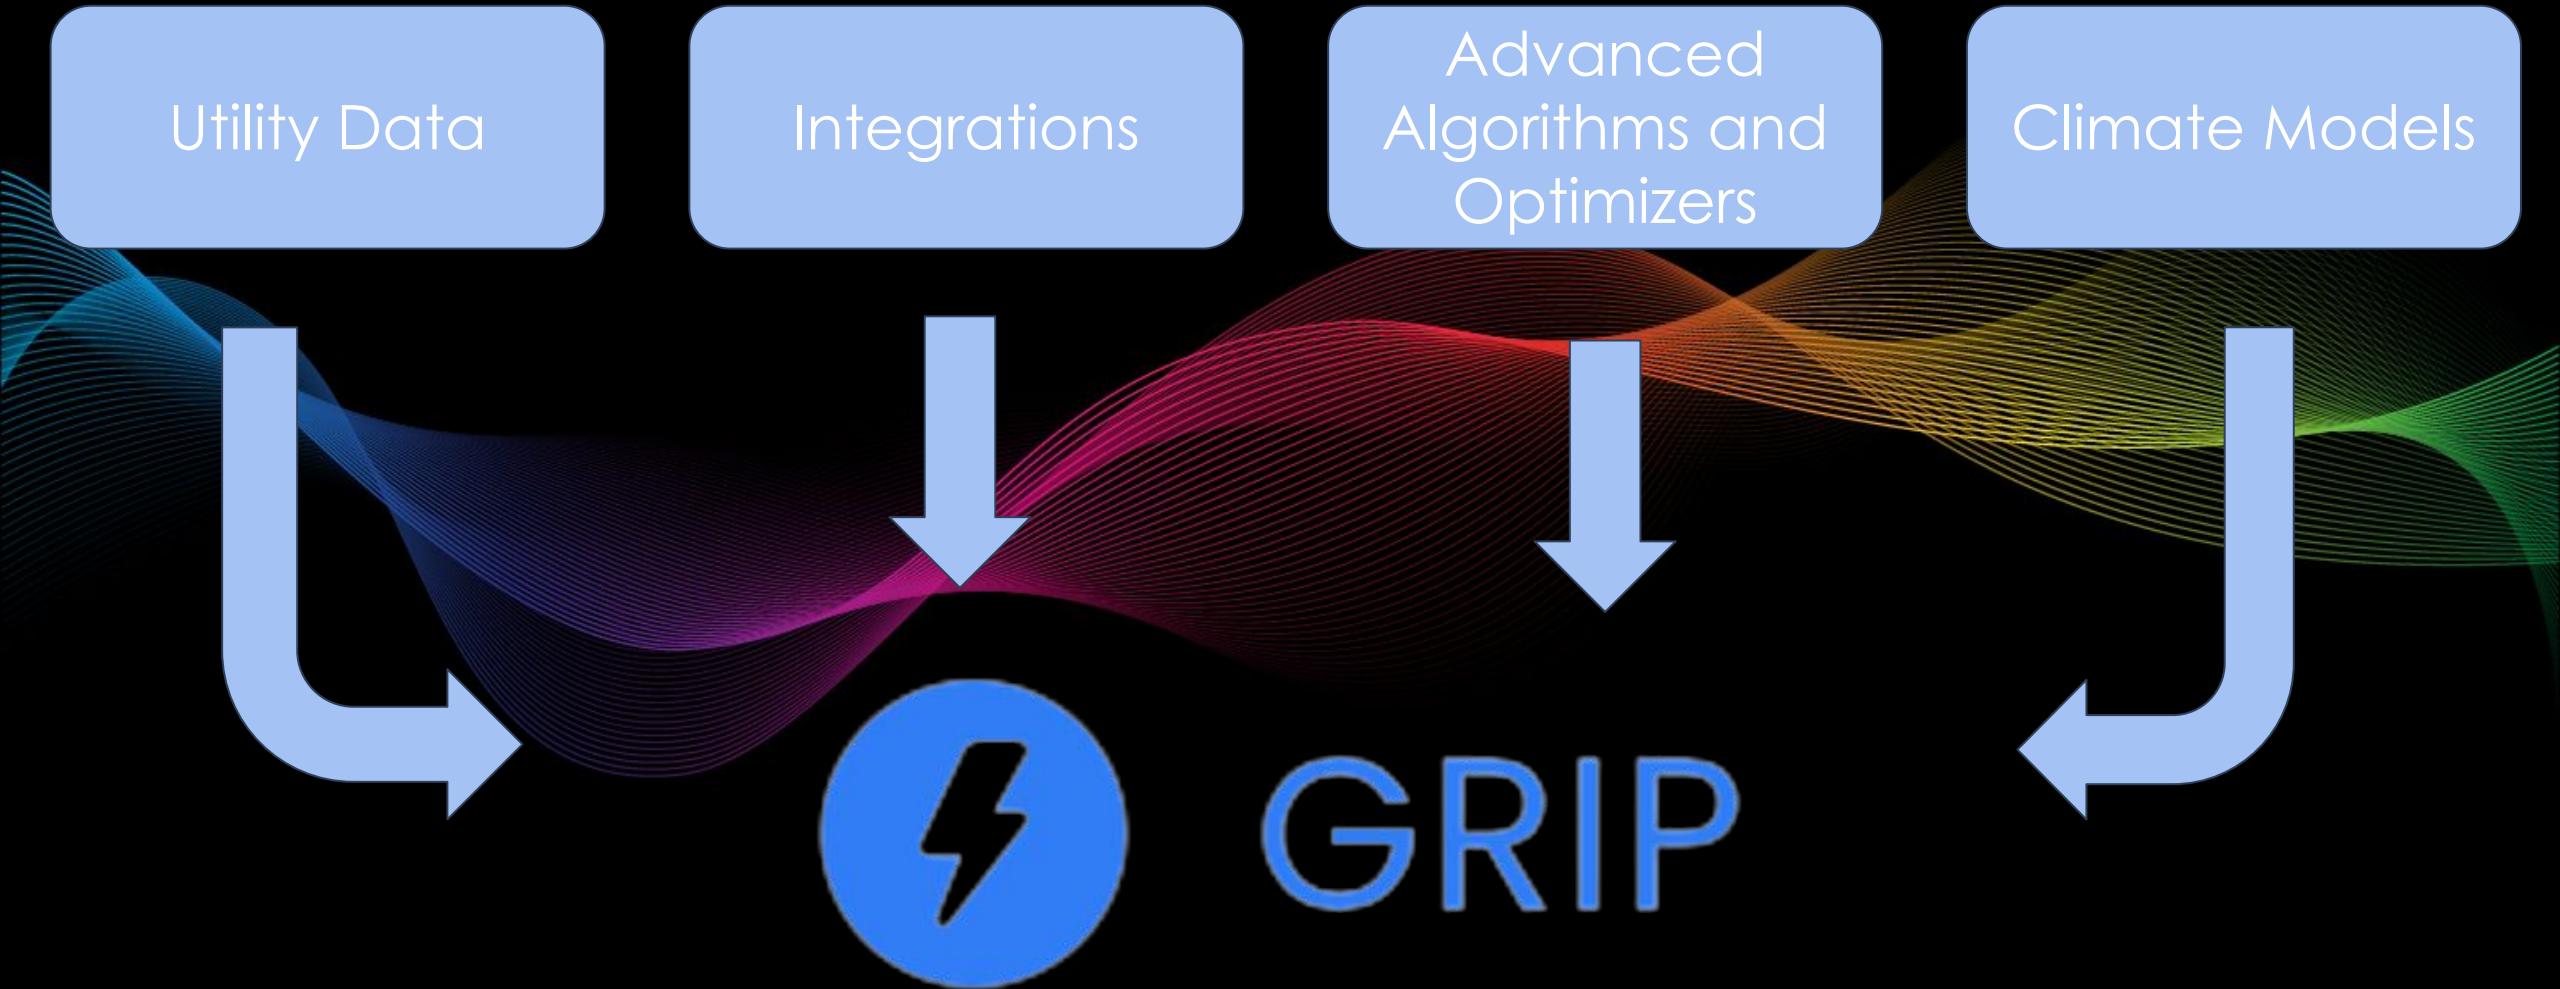 Utility Data
Integrations
Advanced
Algorithms and
Optimizers
Climate Models
GRIP